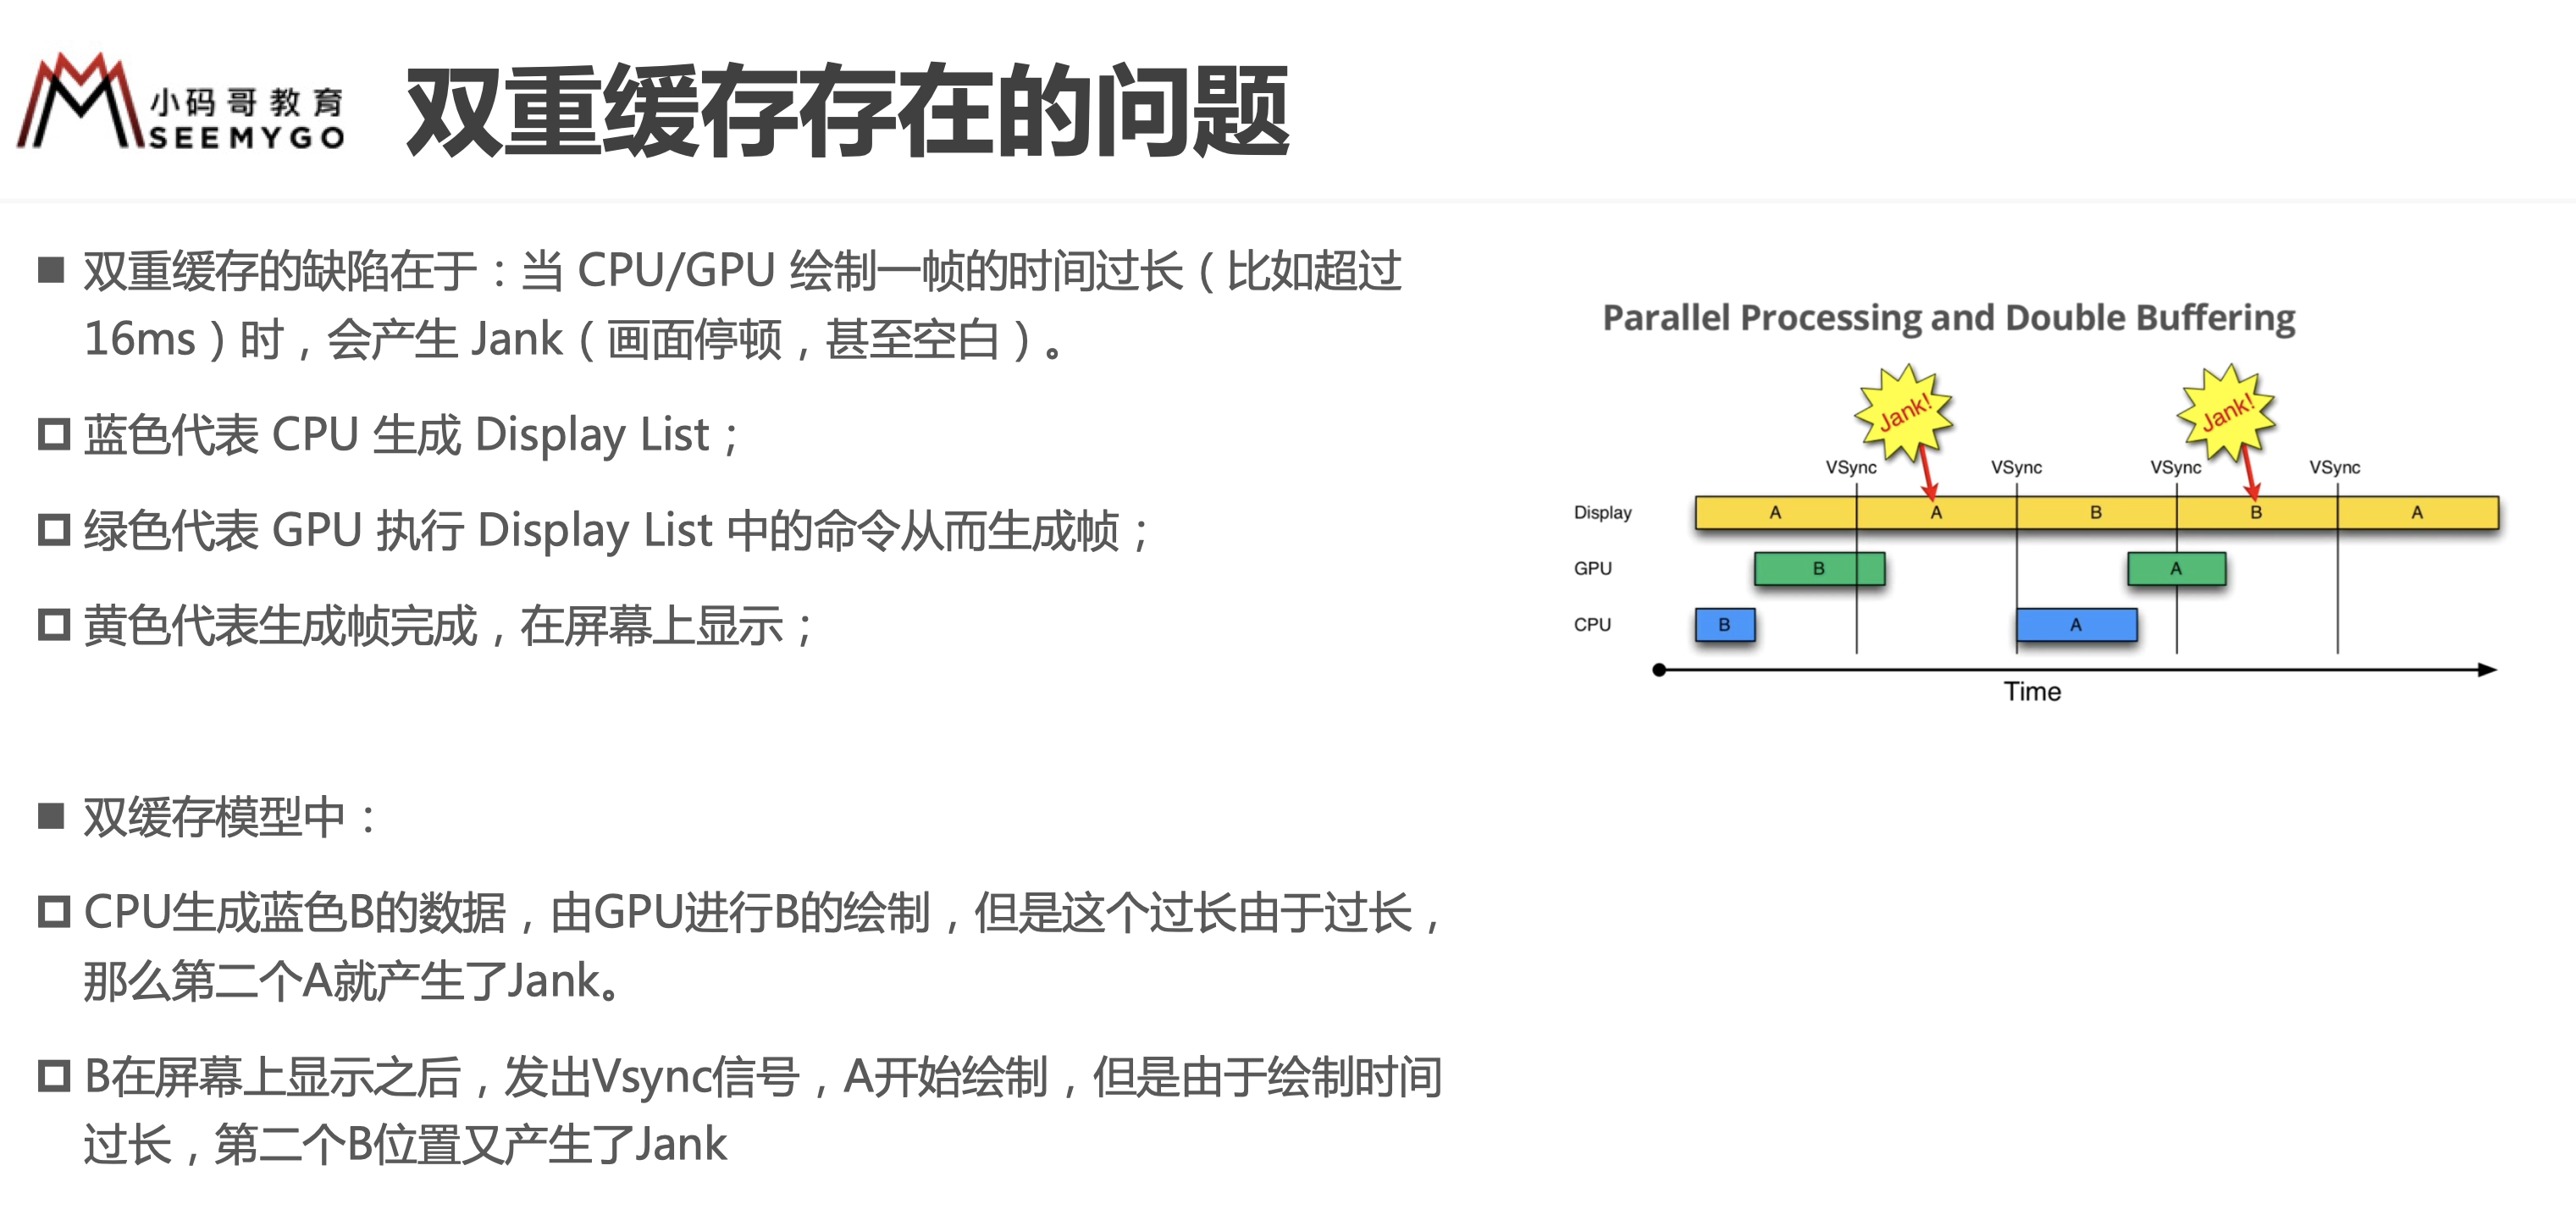 小码哥教育
SEEMYGO
双重缓存存在的问题
双重缓存的缺陷在于：当 CPU/GPU 绘制一帧的时间过长（比如超过
16ms）时，会产生 Jank（画面停顿，甚至空白）。
蓝色代表 CPU 生成 Display List；
绿色代表 GPU 执行 Display List 中的命令从而生成帧；
黄色代表生成帧完成，在屏幕上显示；
双缓存模型中：
CPU生成蓝色B的数据，由GPU进行B的绘制，但是这个过长由于过长，
那么第二个A就产生了Jank。
B在屏幕上显示之后，发出Vsync信号，A开始绘制，但是由于绘制时间
过长，第二个B位置又产生了Jank
Parallel Processing and Double Buffering
Jank! Jank!
VSync VSync VSync VSync
Display A A B B A
GPU B A
CPU B A
Time